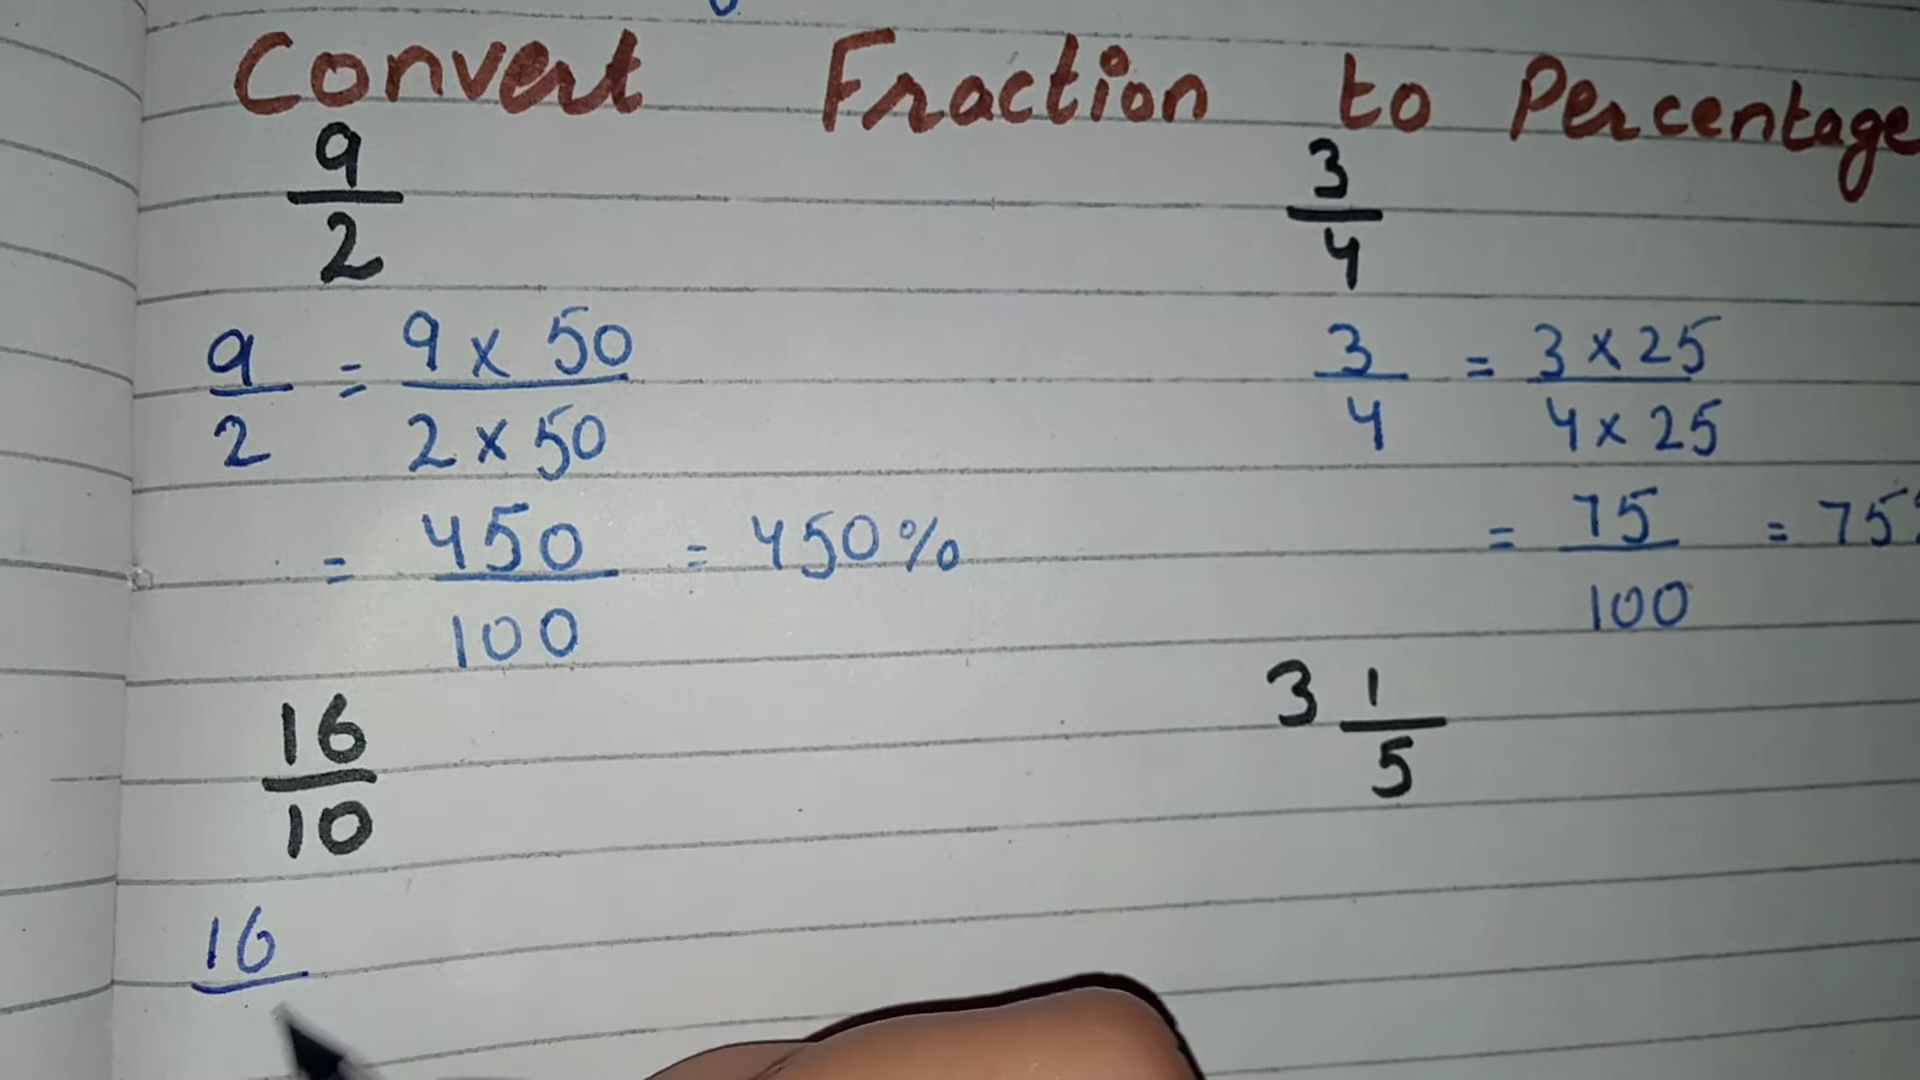 Convert Fraction to Percentage
9/2
9/2 = 9 x 50 / 2 x 50
= 450/100 = 450%
3/4
3/4 = 3 x 25 / 4 x 25
= 75/100 = 75%
16/10
16
3 1/5